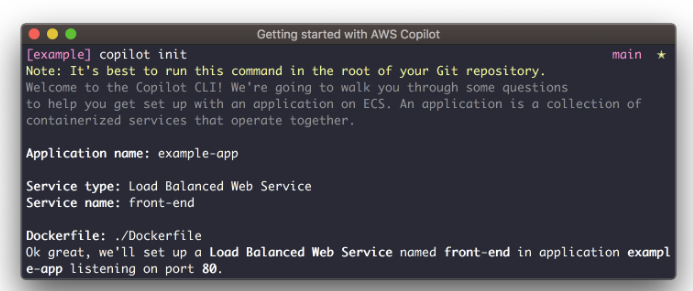 Getting started with AWS Copilot
[example] copilot init main ★
Note: It's best to run this command in the root of your Git repository.
Welcome to the Copilot CLI! We're going to walk you through some questions
to help you get set up with an application on ECS. An application is a collection of
containerized services that operate together.
Application name: example-app
Service type: Load Balanced Web Service
Service name: front-end
Dockerfile: ./Dockerfile
Ok great, we'll set up a Load Balanced Web Service named front-end in application exampl
e-app listening on port 80.